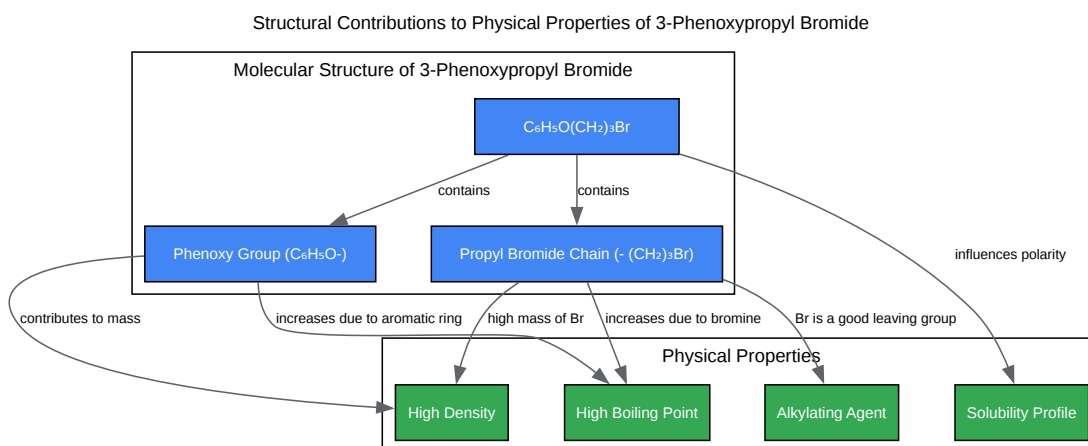 Structural Contributions to Physical Properties of 3-Phenoxypropyl Bromide
Molecular Structure of 3-Phenoxypropyl Bromide
C₆H₅O(CH₂)₃Br
contains
contains
Phenoxy Group (C₆H₅O-)
Propyl Bromide Chain (- (CH₂)₃Br)
influences polarity
contributes to mass
increases due to aromatic ring
high mass of Br
increases due to bromine
Br is a good leaving group
Physical Properties
High Density
High Boiling Point
Alkylating Agent
Solubility Profile